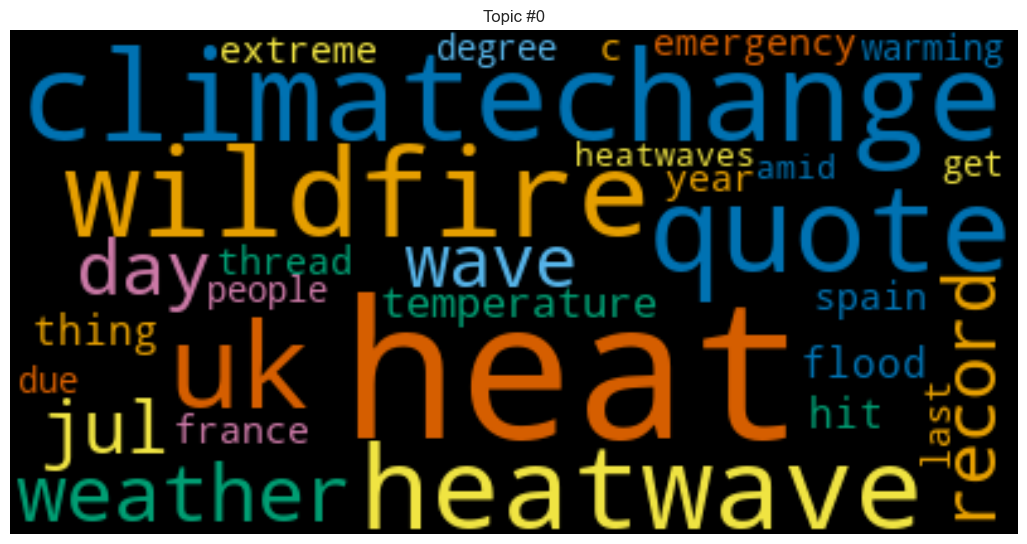 Topic #0
extreme
degree
c
emergency
warming
climatechange
wildfire
heatwaves
amid
get
year
quote
day
thread
wave
people
temperature
spain
record
thing
uk
heat
flood
due
last
jul
france
hit
weather
heatwave